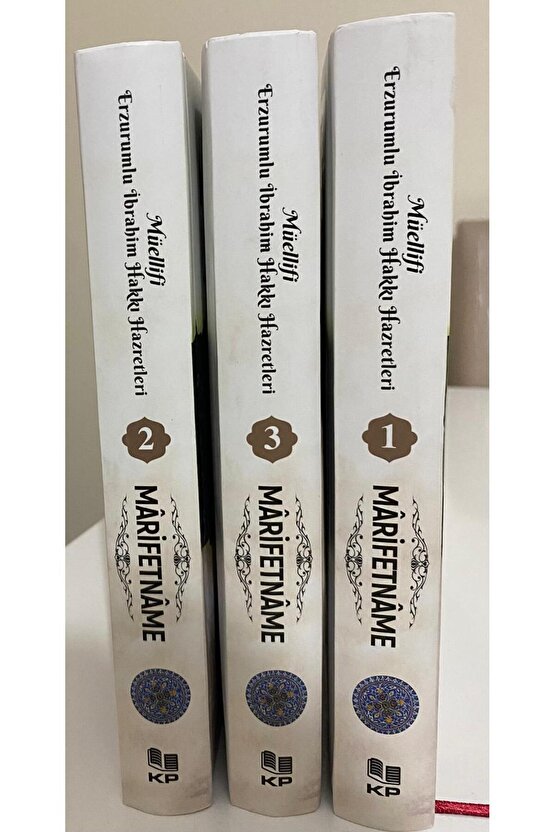 Müellifi
Erzurumlu İbrahim Hakkı Hazretleri
2
MÂRİFETNÂME
KP
Müellifi
Erzurumlu İbrahim Hakkı Hazretleri
3
MÂRİFETNÂME
KP
Müellifi
Erzurumlu İbrahim Hakkı Hazretleri
1
MÂRİFETNÂME
KP